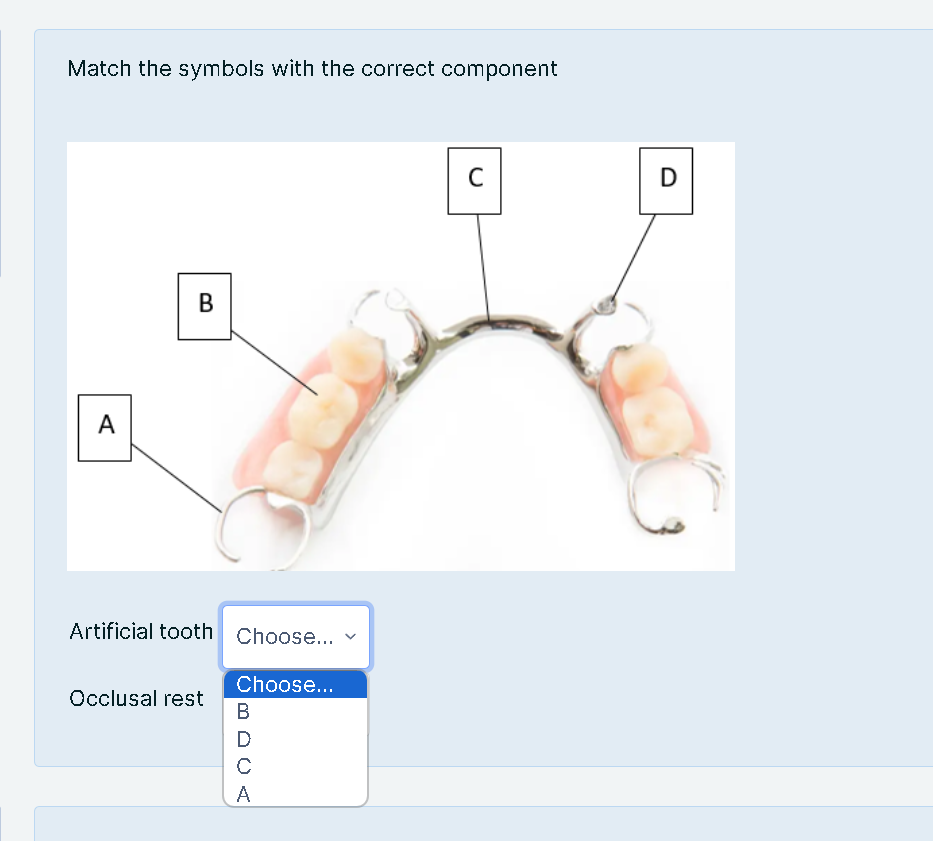 Match the symbols with the correct component
C
D
B
A
Artificial tooth
Choose...
Choose...
Occlusal rest
B
D
C
A